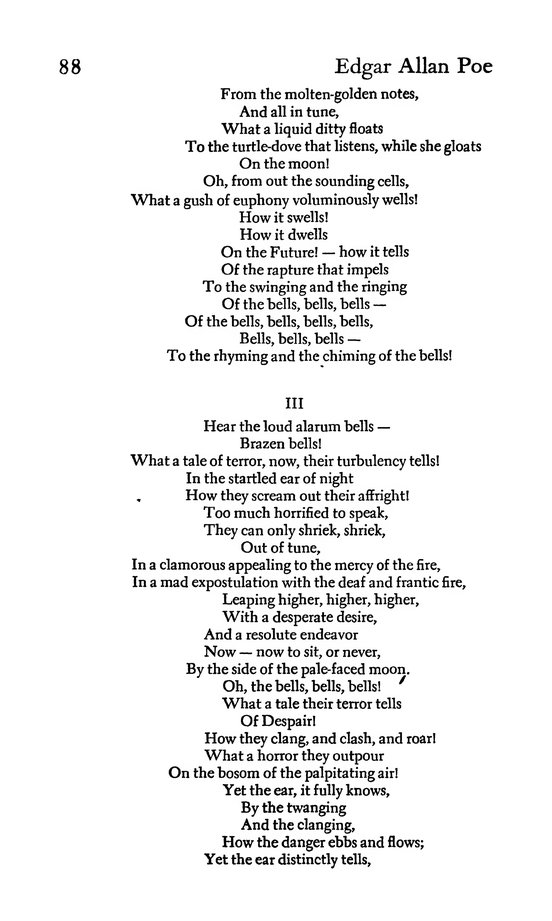 88 Edgar Allan Poe
From the molten-golden notes,
And all in tune,
What a liquid ditty floats
To the turtle-dove that listens, while she gloats
On the moon!
Oh, from out the sounding cells,
What a gush of euphony voluminously wells!
How it swells!
How it dwells
On the Future! — how it tells
Of the rapture that impels
To the swinging and the ringing
Of the bells, bells, bells —
Of the bells, bells, bells, bells,
Bells, bells, bells —
To the rhyming and the chiming of the bells!
III
Hear the loud alarum bells —
Brazen bells!
What a tale of terror, now, their turbulency tells!
In the startled ear of night
How they scream out their affright!
Too much horrified to speak,
They can only shriek, shriek,
Out of tune,
In a clamorous appealing to the mercy of the fire,
In a mad expostulation with the deaf and frantic fire,
Leaping higher, higher, higher,
With a desperate desire,
And a resolute endeavor
Now — now to sit, or never,
By the side of the pale-faced moon.
Oh, the bells, bells, bells!
What a tale their terror tells
Of Despair!
How they clang, and clash, and roar!
What a horror they outpour
On the bosom of the palpitating air!
Yet the ear, it fully knows,
By the twanging
And the clanging,
How the danger ebbs and flows;
Yet the ear distinctly tells,